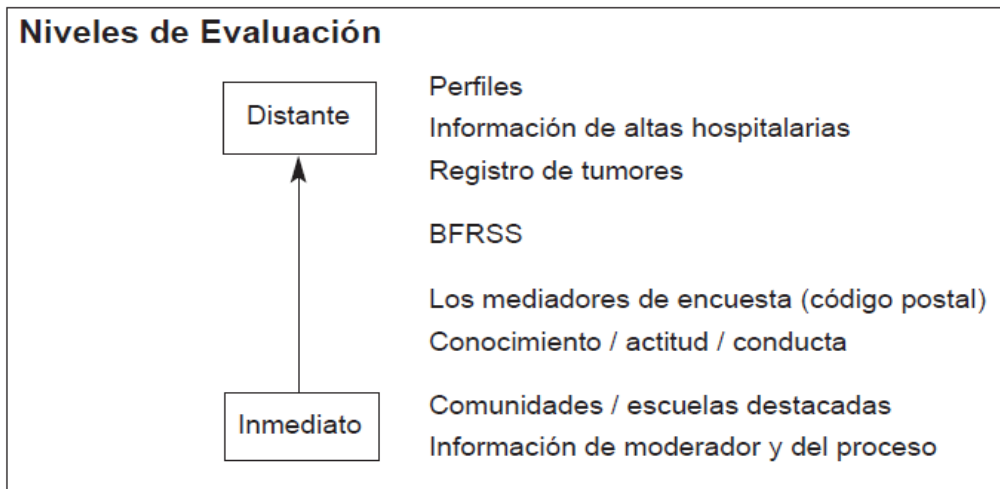 Niveles de Evaluación
Distante
Perfiles
Información de altas hospitalarias
Registro de tumores
BFRSS
Los mediadores de encuesta (código postal)
Conocimiento / actitud / conducta
Inmediato
Comunidades / escuelas destacadas
Información de moderador y del proceso